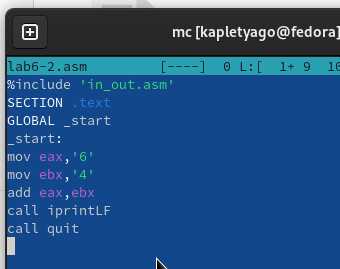 mc [kapletyago@fedora]
lab6-2.asm [----] 0 L:[ 1+ 9 10
%include 'in_out.asm'
SECTION .text
GLOBAL _start
_start:
mov eax,'6'
mov ebx,'4'
add eax,ebx
call iprintLF
call quit